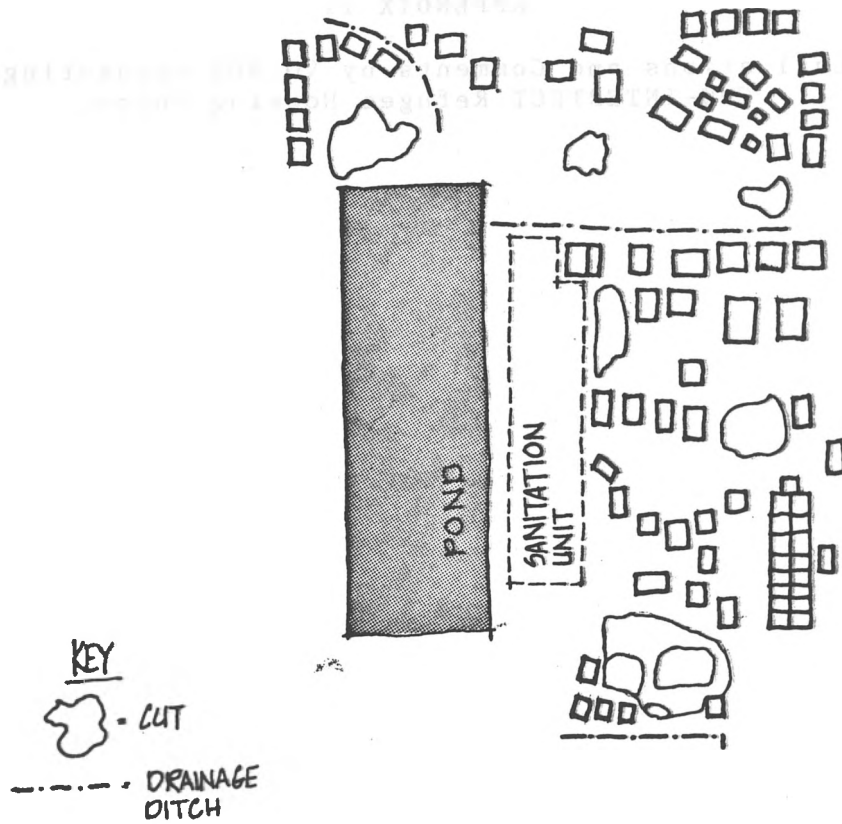 POND
SANITATION
UNIT
KEY
= CUT
= DRAINAGE
DITCH